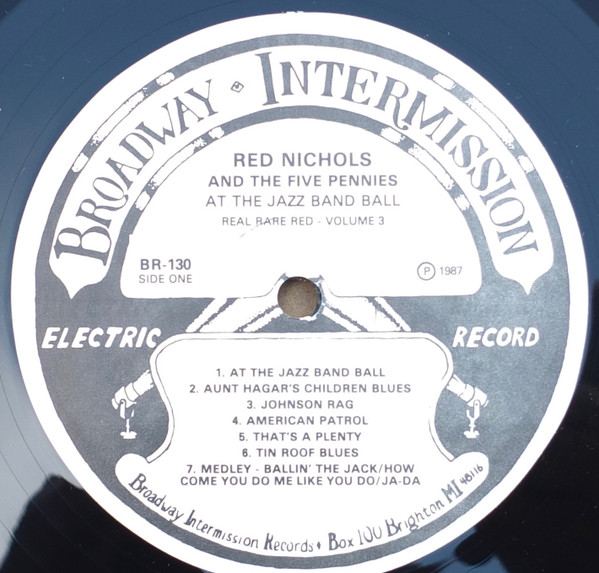 BROADWAY • INTERMISSION
RED NICHOLS
AND THE FIVE PENNIES
AT THE JAZZ BAND BALL
REAL RARE RED - VOLUME 3
BR-130
SIDE ONE
Ⓟ 1987
ELECTRIC RECORD
1. AT THE JAZZ BAND BALL
2. AUNT HAGAR'S CHILDREN BLUES
3. JOHNSON RAG
4. AMERICAN PATROL
5. THAT'S A PLENTY
6. TIN ROOF BLUES
7. MEDLEY - BALLIN' THE JACK/HOW
COME YOU DO ME LIKE YOU DO/JA-DA
Broadway Intermission Records • Box 100 Brighton MI 48116